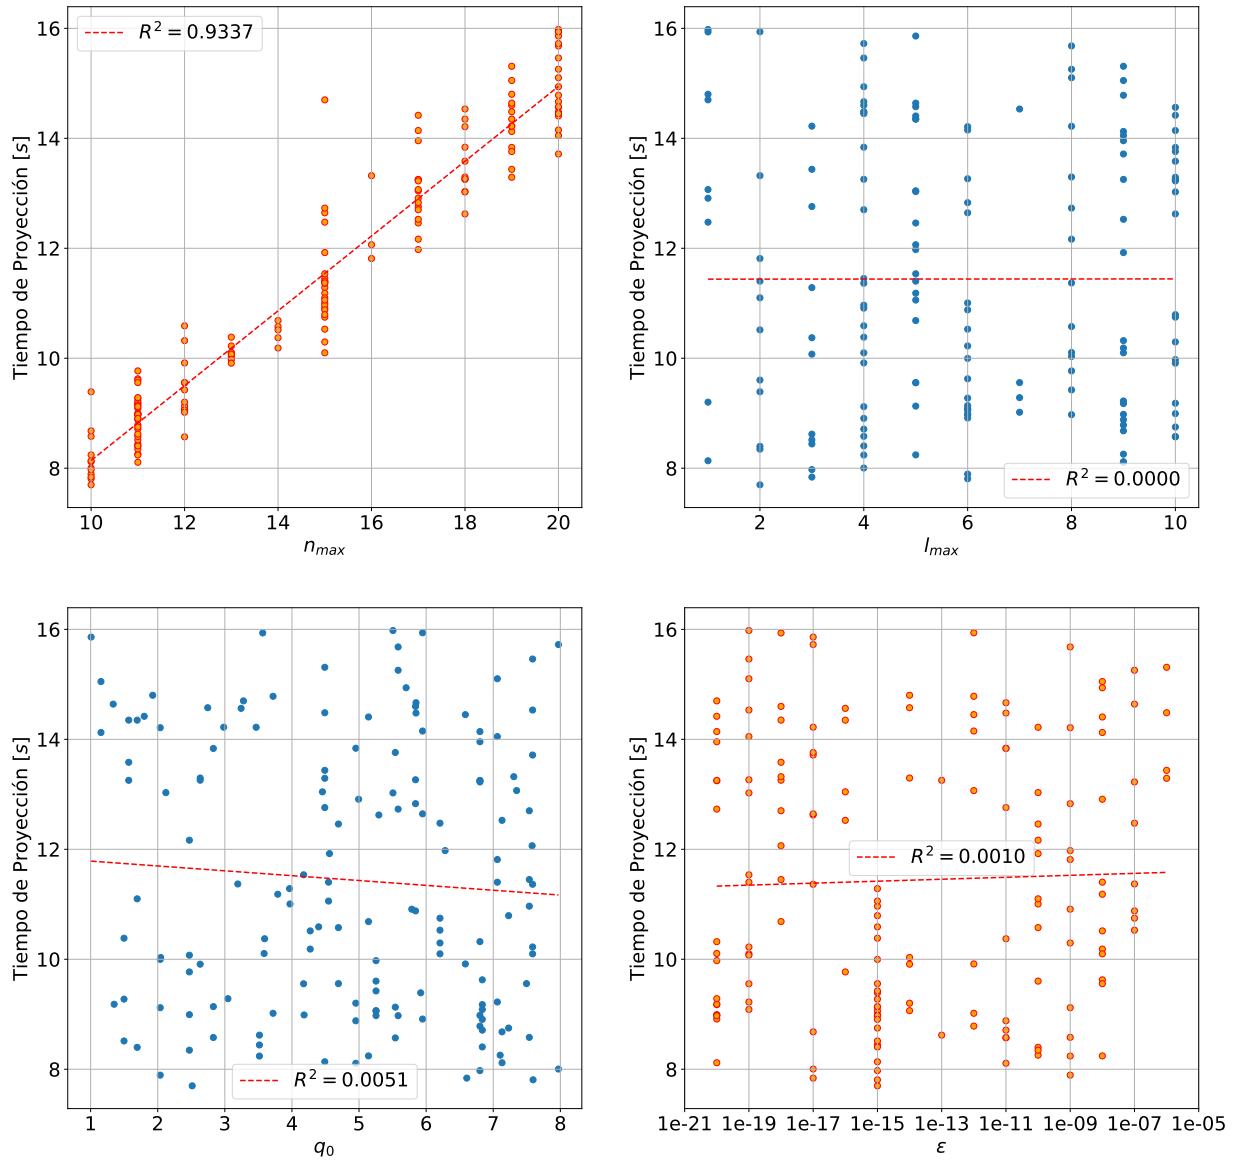 R² = 0.9337
16
14
12
10
8
Tiempo de Proyección [s]
10 12 14 16 18 20
n_max
16
14
12
10
8
Tiempo de Proyección [s]
R² = 0.0000
2 4 6 8 10
l_max
16
14
12
10
8
Tiempo de Proyección [s]
R² = 0.0051
1 2 3 4 5 6 7 8
q_0
16
14
12
10
8
Tiempo de Proyección [s]
R² = 0.0010
1e-21 1e-19 1e-17 1e-15 1e-13 1e-11 1e-09 1e-07 1e-05
ε